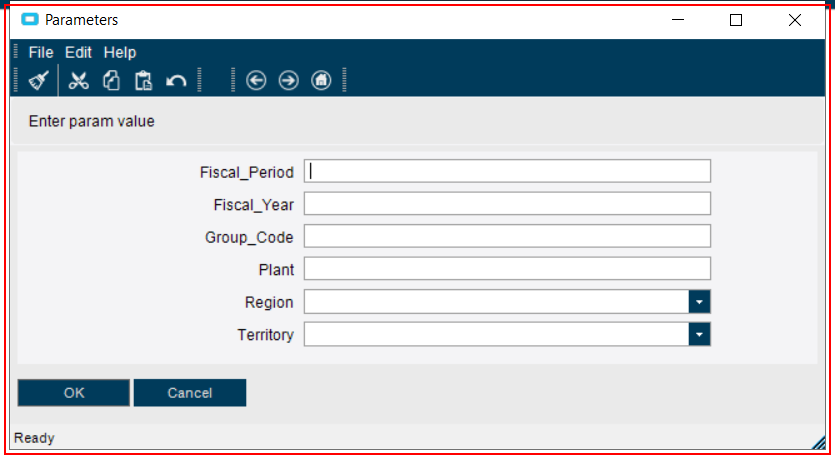 Parameters
File Edit Help
Enter param value
Fiscal_Period
Fiscal_Year
Group_Code
Plant
Region
Territory
OK Cancel
Ready